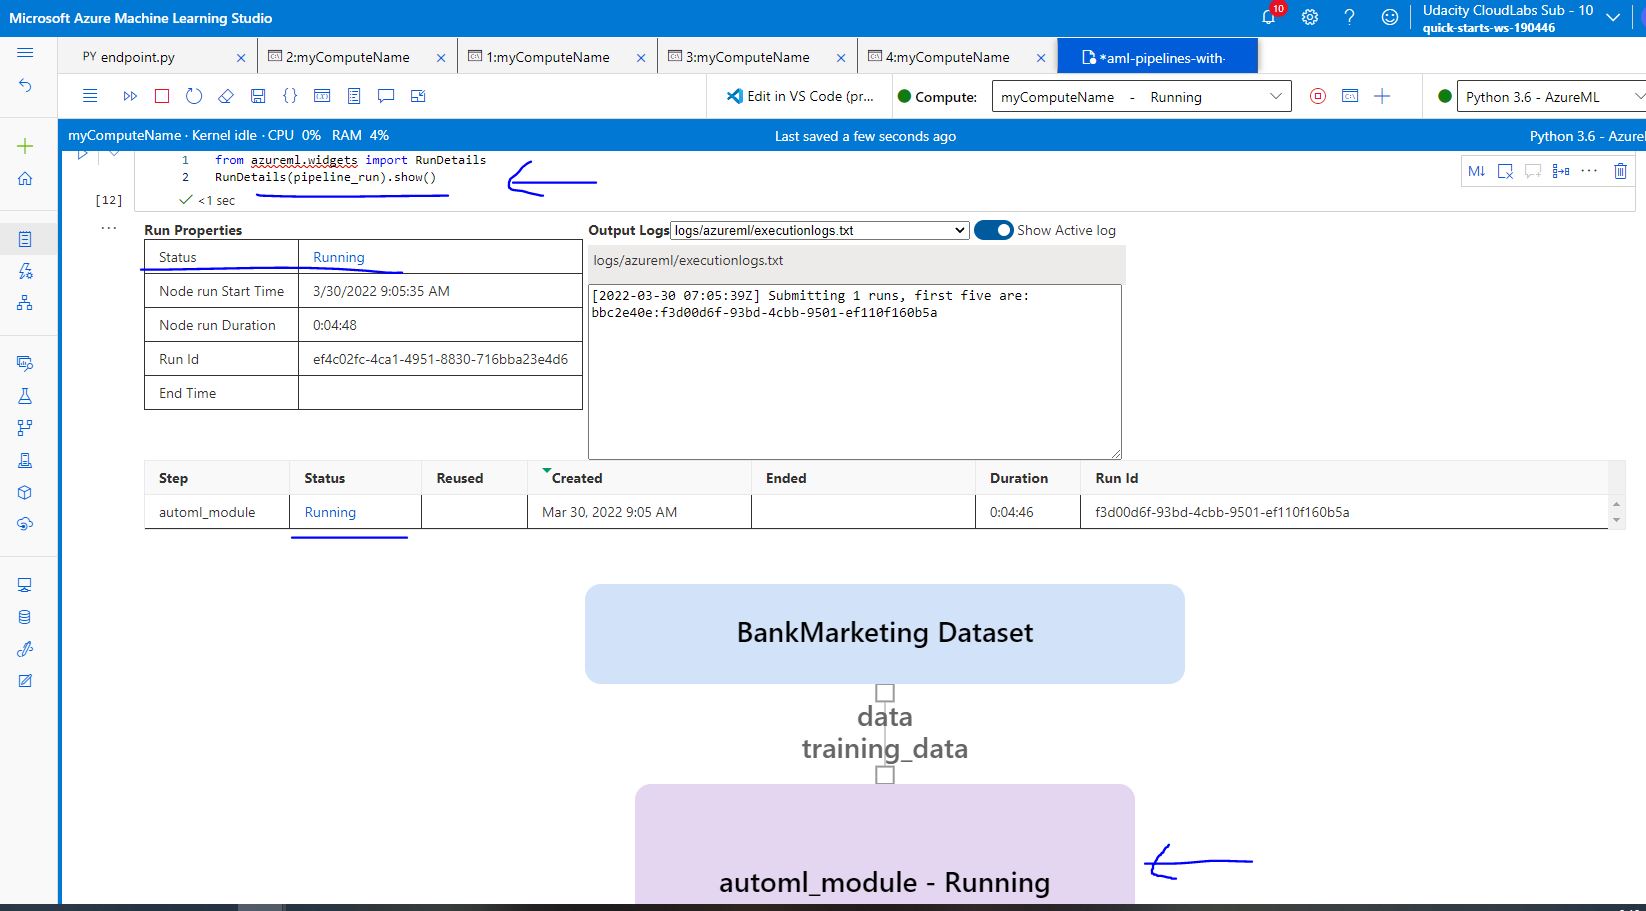 Microsoft Azure Machine Learning Studio
10
Udacity CloudLabs Sub - 10
quick-starts-ws-190446
PY endpoint.py
2:myComputeName
1:myComputeName
3:myComputeName
4:myComputeName
*aml-pipelines-with-
Edit in VS Code (pr...
Compute:
myComputeName - Running
Python 3.6 - AzureML
myComputeName · Kernel idle · CPU 0% RAM 4%
Last saved a few seconds ago
Python 3.6 - Azure
1 from azureml.widgets import RunDetails
2 RunDetails(pipeline_run).show()
M↓
[12]
<1 sec
Run Properties
Status Running
Node run Start Time 3/30/2022 9:05:35 AM
Node run Duration 0:04:48
Run Id ef4c02fc-4ca1-4951-8830-716bba23e4d6
End Time
Output Logs logs/azureml/executionlogs.txt Show Active log
logs/azureml/executionlogs.txt
[2022-03-30 07:05:39Z] Submitting 1 runs, first five are:
bbc2e40e:f3d00d6f-93bd-4cbb-9501-ef110f160b5a
Step Status Reused Created Ended Duration Run Id
automl_module Running Mar 30, 2022 9:05 AM 0:04:46 f3d00d6f-93bd-4cbb-9501-ef110f160b5a
BankMarketing Dataset
data
training_data
automl_module - Running